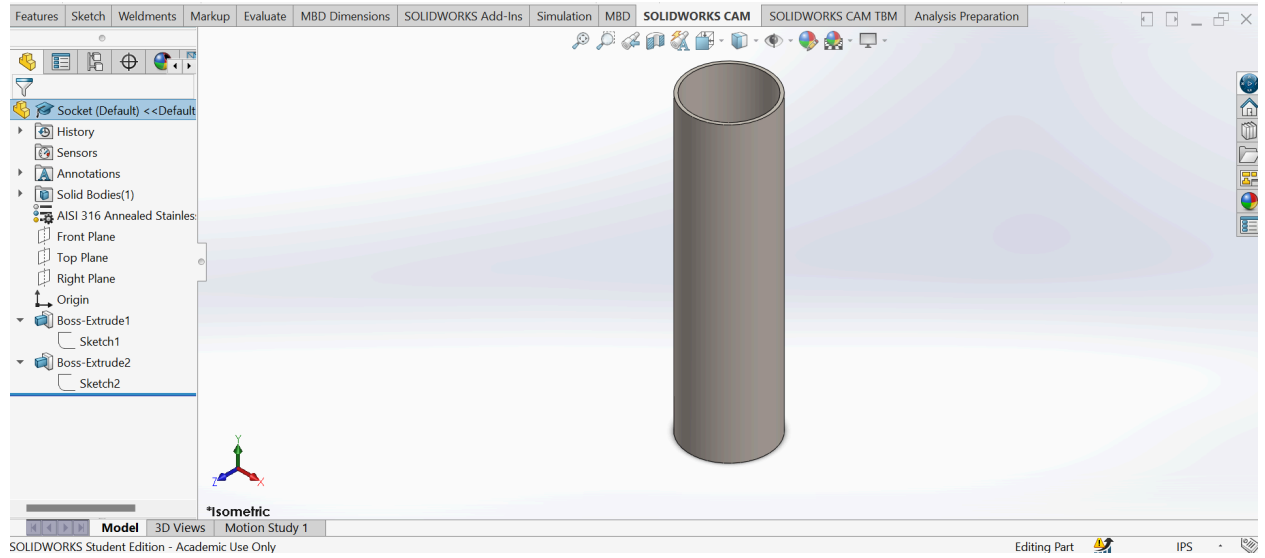 Features Sketch Weldments Markup Evaluate MBD Dimensions SOLIDWORKS Add-Ins Simulation MBD SOLIDWORKS CAM SOLIDWORKS CAM TBM Analysis Preparation
Socket (Default) <<Default
History
Sensors
Annotations
Solid Bodies(1)
AISI 316 Annealed Stainles
Front Plane
Top Plane
Right Plane
Origin
Boss-Extrude1
Sketch1
Boss-Extrude2
Sketch2
Y
Z X
*Isometric
Model 3D Views Motion Study 1
SOLIDWORKS Student Edition - Academic Use Only Editing Part IPS